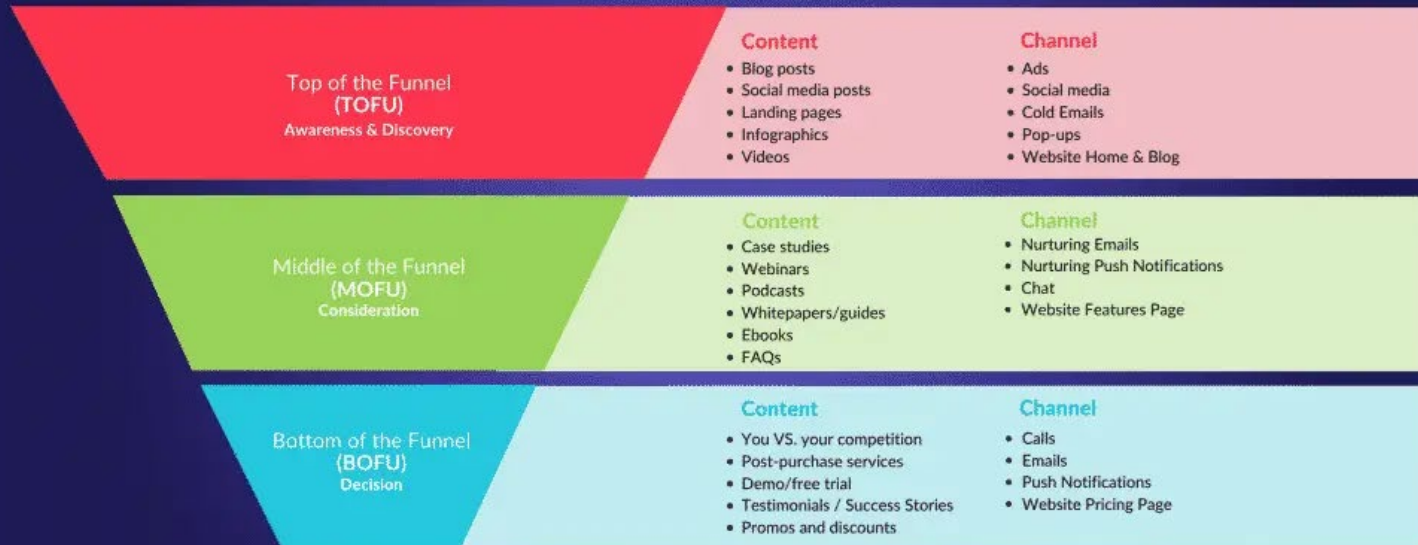 Top of the Funnel
(TOFU)
Awareness & Discovery
Content
• Blog posts
• Social media posts
• Landing pages
• Infographics
• Videos
Channel
• Ads
• Social media
• Cold Emails
• Pop-ups
• Website Home & Blog
Middle of the Funnel
(MOFU)
Consideration
Content
• Case studies
• Webinars
• Podcasts
• Whitepapers/guides
• Ebooks
• FAQs
Channel
• Nurturing Emails
• Nurturing Push Notifications
• Chat
• Website Features Page
Bottom of the Funnel
(BOFU)
Decision
Content
• You VS. your competition
• Post-purchase services
• Demo/free trial
• Testimonials / Success Stories
• Promos and discounts
Channel
• Calls
• Emails
• Push Notifications
• Website Pricing Page